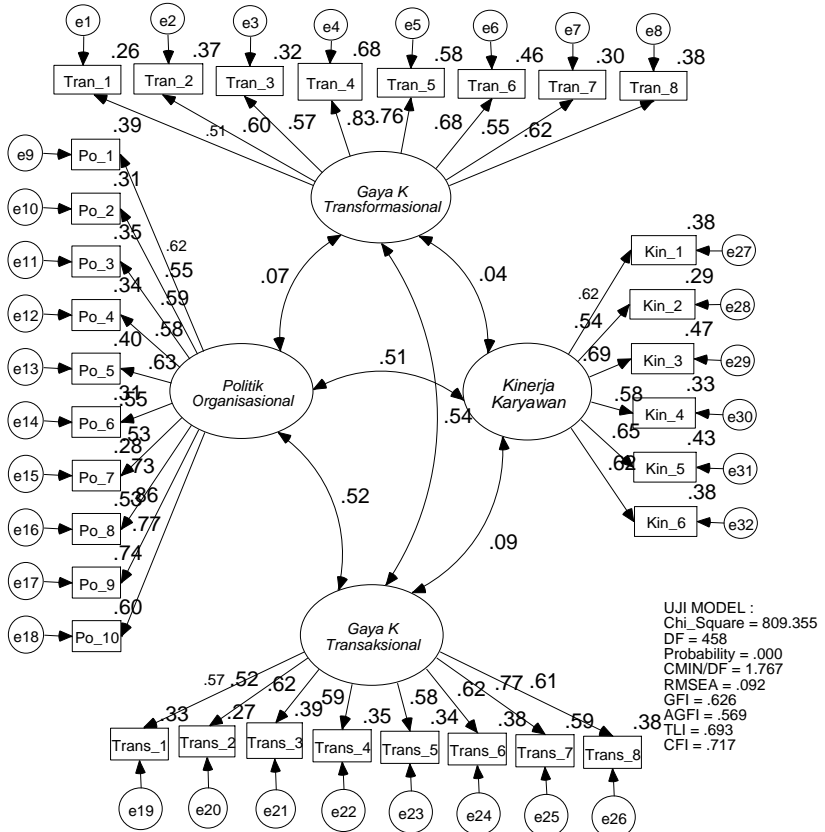 e1 e2 e3 e4 e5 e6 e7 e8
.26 .37 .32 .68 .58 .46 .30 .38
Tran_1 Tran_2 Tran_3 Tran_4 Tran_5 Tran_6 Tran_7 Tran_8
.51 .60 .57 .83 .76 .68 .55 .62
Gaya K
Transformasional
.39
e9 Po_1
.31
e10 Po_2
.35
e11 Po_3
.34
e12 Po_4
.40
e13 Po_5
.31
e14 Po_6
.28
e15 Po_7
.53
e16 Po_8
.74
e17 Po_9
.60
e18 Po_10
.62
.55
.59
.58
.63
.55
.53
.73
.86
.77
Politik
Organisasional
.07
.04
.51
.54
.52
.09
Kinerja
Karyawan
.62
.54
.69
.58
.65
.62
.38
Kin_1 e27
.29
Kin_2 e28
.47
Kin_3 e29
.33
Kin_4 e30
.43
Kin_5 e31
.38
Kin_6 e32
Gaya K
Transaksional
.57 .52 .62 .59 .58 .62 .77 .61
.33 .27 .39 .35 .34 .38 .59 .38
Trans_1 Trans_2 Trans_3 Trans_4 Trans_5 Trans_6 Trans_7 Trans_8
e19 e20 e21 e22 e23 e24 e25 e26
UJI MODEL :
Chi_Square = 809.355
DF = 458
Probability = .000
CMIN/DF = 1.767
RMSEA = .092
GFI = .626
AGFI = .569
TLI = .693
CFI = .717